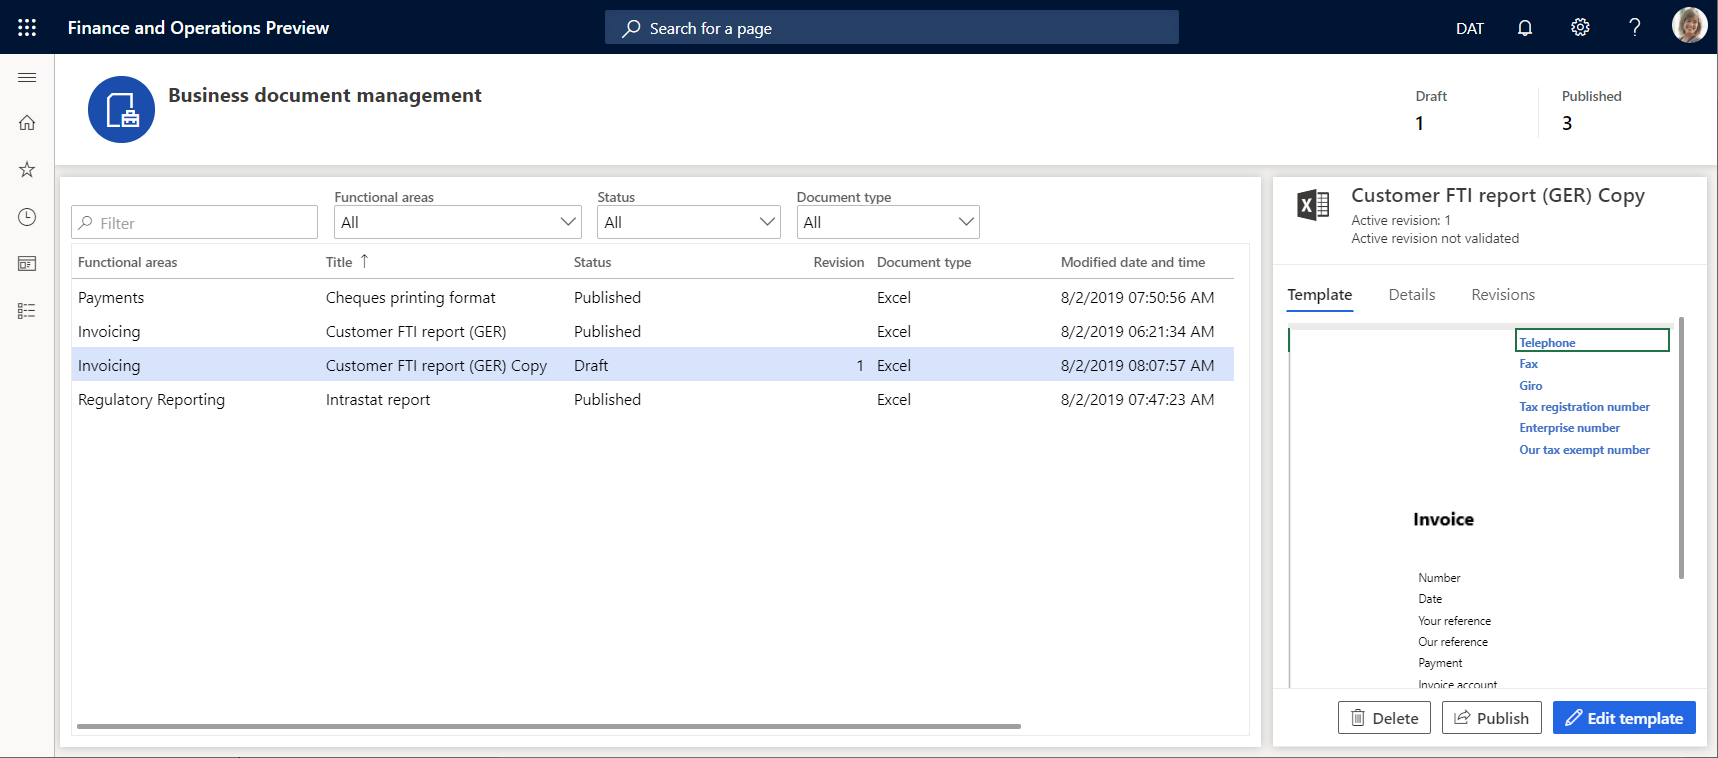 Finance and Operations Preview
Search for a page
DAT
Business document management
Draft
1
Published
3
Functional areas
Status
Document type
Filter
All
All
All
Functional areas Title Status Revision Document type Modified date and time
Payments Cheques printing format Published Excel 8/2/2019 07:50:56 AM
Invoicing Customer FTI report (GER) Published Excel 8/2/2019 06:21:34 AM
Invoicing Customer FTI report (GER) Copy Draft 1 Excel 8/2/2019 08:07:57 AM
Regulatory Reporting Intrastat report Published Excel 8/2/2019 07:47:23 AM
Customer FTI report (GER) Copy
Active revision: 1
Active revision not validated
Template Details Revisions
Telephone
Fax
Giro
Tax registration number
Enterprise number
Our tax exempt number
Invoice
Number
Date
Your reference
Our reference
Payment
Invoice account
Delete Publish Edit template